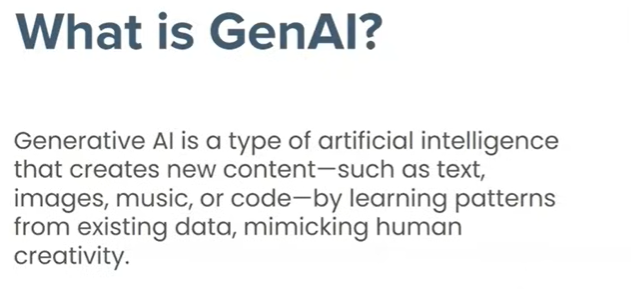 What is GenAI?
Generative AI is a type of artificial intelligence
that creates new content—such as text,
images, music, or code—by learning patterns
from existing data, mimicking human
creativity.